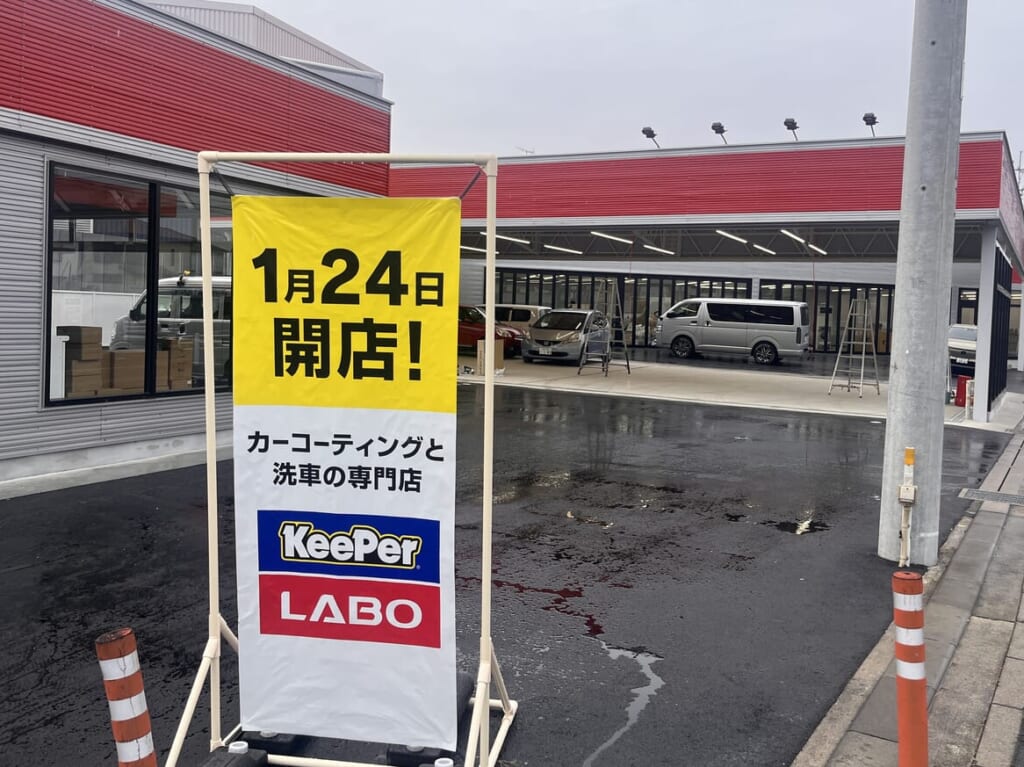 1月24日
開店!
カーコーティングと
洗車の専門店
KeePer
LABO